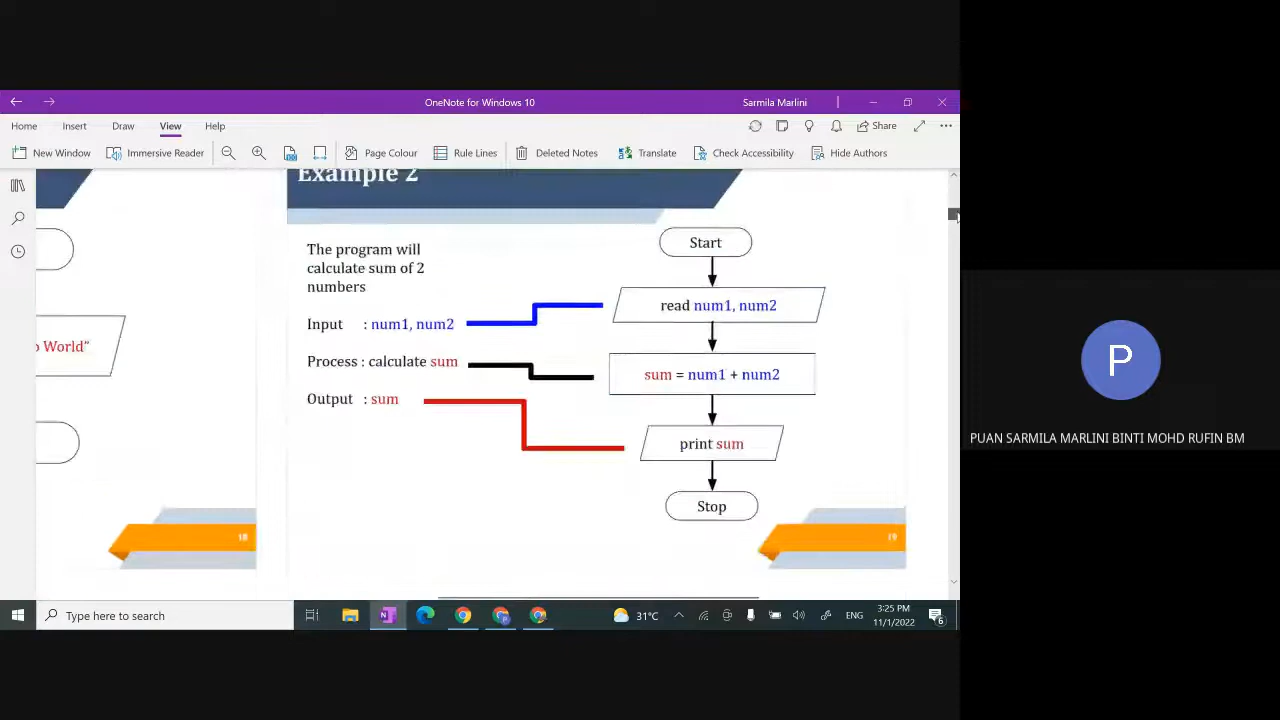 OneNote for Windows 10
Sarmila Marlini
Home Insert Draw View Help
Share
New Window Immersive Reader Page Colour Rule Lines Deleted Notes Translate Check Accessibility Hide Authors
Example 2
The program will
calculate sum of 2
numbers
Input : num1, num2
Process : calculate sum
Output : sum
Start
read num1, num2
sum = num1 + num2
print sum
Stop
World”
18
19
P
PUAN SARMILA MARLINI BINTI MOHD RUFIN BM
Type here to search
31°C
ENG
3:25 PM
11/1/2022
6